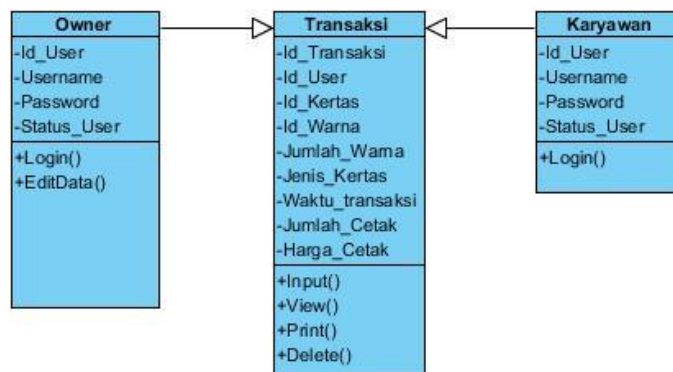 Owner
-Id_User
-Username
-Password
-Status_User
+Login()
+EditData()
Transaksi
-Id_Transaksi
-Id_User
-Id_Kertas
-Id_Warna
-Jumlah_Warna
-Jenis_Kertas
-Waktu_transaksi
-Jumlah_Cetak
-Harga_Cetak
+Input()
+View()
+Print()
+Delete()
Karyawan
-Id_User
-Username
-Password
-Status_User
+Login()